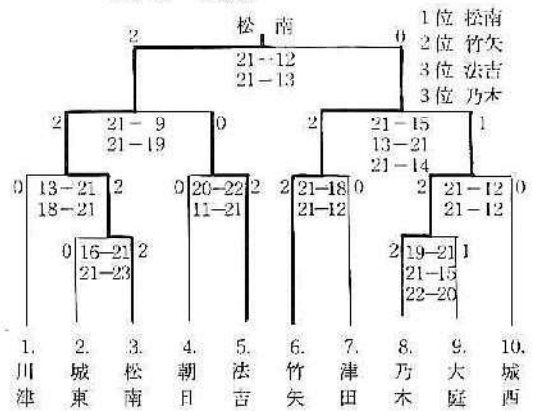 松南
1位 松南
2位 竹矢
3位 法吉
3位 乃木
2 0
21-12
21-13
2 21-9 0
21-19
2 21-15 1
13-21
21-14
0 13-21 2
18-21
0 20-22 2
11-21
2 21-18 0
21-12
2 21-12 0
21-12
0 16-21 2
21-23
2 19-21 1
21-15
22-20
1. 川津
2. 城東
3. 松南
4. 朝日
5. 法吉
6. 竹矢
7. 津田
8. 乃木
9. 大庭
10. 城西